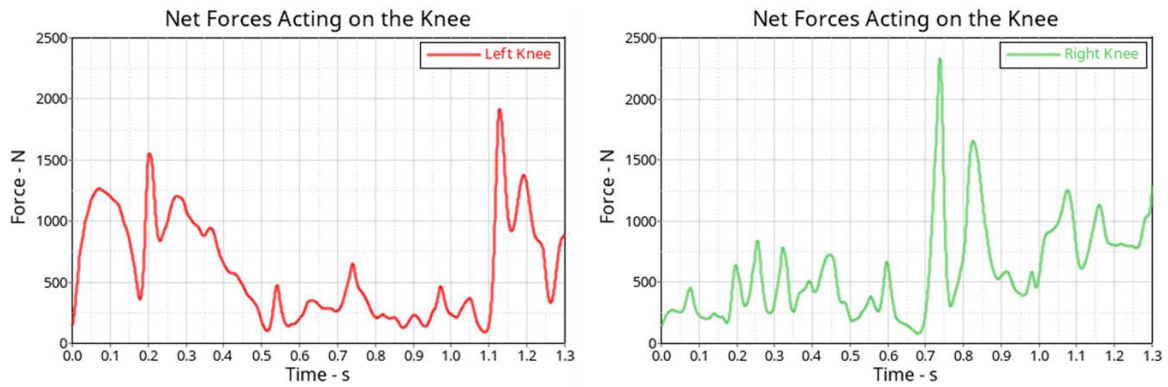 Net Forces Acting on the Knee
Left Knee
2500
2000
1500
1000
500
0
Force - N
0.0 0.1 0.2 0.3 0.4 0.5 0.6 0.7 0.8 0.9 1.0 1.1 1.2 1.3
Time - s
Net Forces Acting on the Knee
Right Knee
2500
2000
1500
1000
500
0
Force - N
0.0 0.1 0.2 0.3 0.4 0.5 0.6 0.7 0.8 0.9 1.0 1.1 1.2 1.3
Time - s